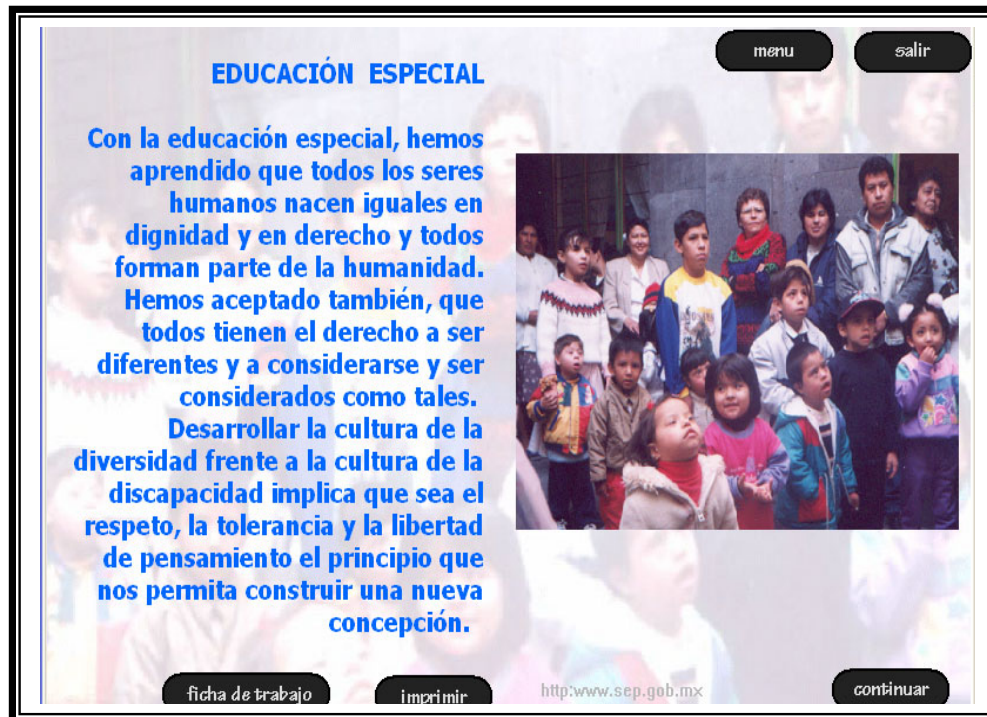 menu
salir
EDUCACIÓN ESPECIAL
Con la educación especial, hemos
aprendido que todos los seres
humanos nacen iguales en
dignidad y en derecho y todos
forman parte de la humanidad.
Hemos aceptado también, que
todos tienen el derecho a ser
diferentes y a considerarse y ser
considerados como tales.
Desarrollar la cultura de la
diversidad frente a la cultura de la
discapacidad implica que sea el
respeto, la tolerancia y la libertad
de pensamiento el principio que
nos permita construir una nueva
concepción.
ficha de trabajo
imprimir
http:www.sep.gob.mx
continuar